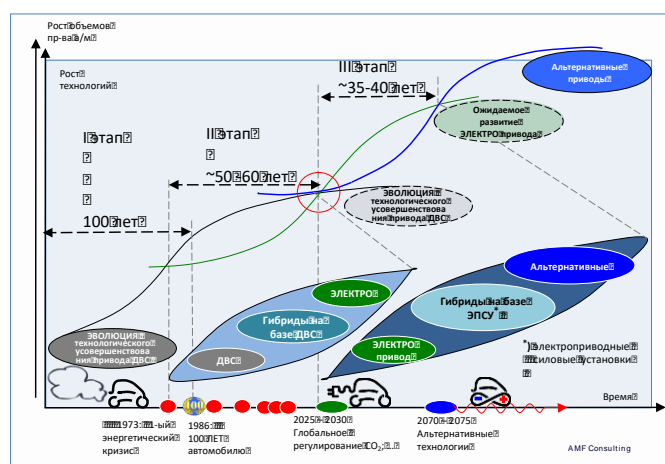 Рост объемов
пр-ва а/м
Рост
технологий
I этап
100 лет
II этап
~50-60 лет
III этап
~35-40 лет
Альтернативные
приводы
Ожидаемое
развитие
ЭЛЕКТРО привода
ЭВОЛЮЦИЯ
технологического
усовершенствова
ния привода ДВС
ЭВОЛЮЦИЯ
технологического
усовершенствова
ния привода ДВС
ДВС
Гибриды на
базе ДВС
ЭЛЕКТРО
ЭЛЕКТРО
привод
Гибриды на базе
ЭПСУ*
Альтернативные
*) Электроприводные
силовые установки
100
Время
1973: 1-ый
энергетический
кризис
1986:
100 ЛЕТ
автомобилю
2025 - 2030
Глобальное
регулирование CO2; ...
2070 - 2075
Альтернативные
технологии
AMF Consulting